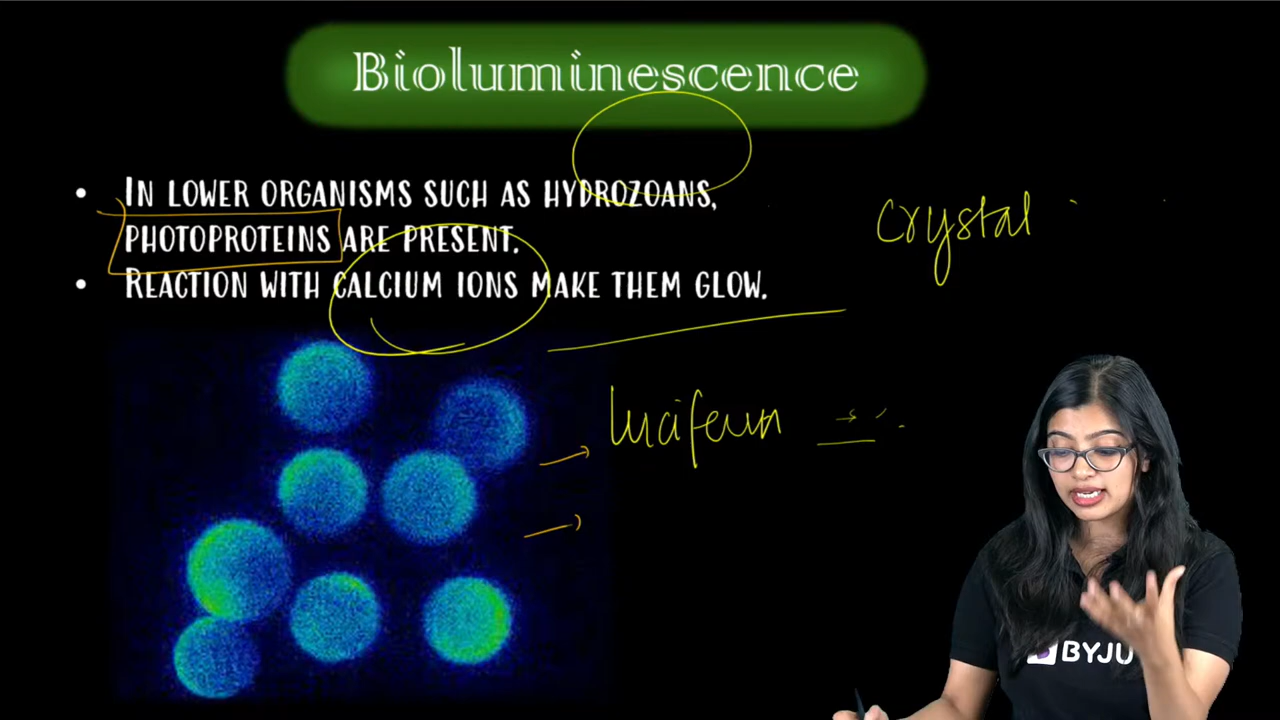 Bioluminescence
• IN LOWER ORGANISMS SUCH AS HYDROZOANS,
PHOTOPROTEINS ARE PRESENT.
• REACTION WITH CALCIUM IONS MAKE THEM GLOW.
crystal
BYJU